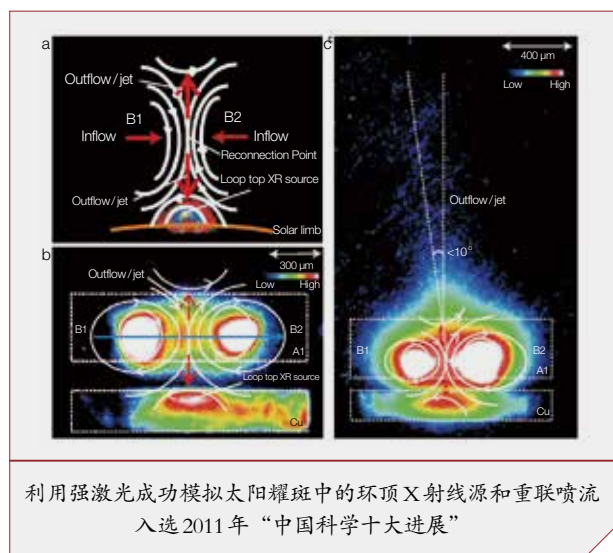 a
Outflow/jet
B1
B2
Inflow
Inflow
Reconnection Point
Loop top XR source
Outflow/jet
Solar limb
b
300 μm
Outflow/jet
Low
High
B1
B2
A1
Loop top XR source
Cu
c
400 μm
Low
High
Outflow/jet
<10°
B1
B2
A1
Cu
利用强激光成功模拟太阳耀斑中的环顶X射线源和重联喷流
入选2011年“中国科学十大进展”